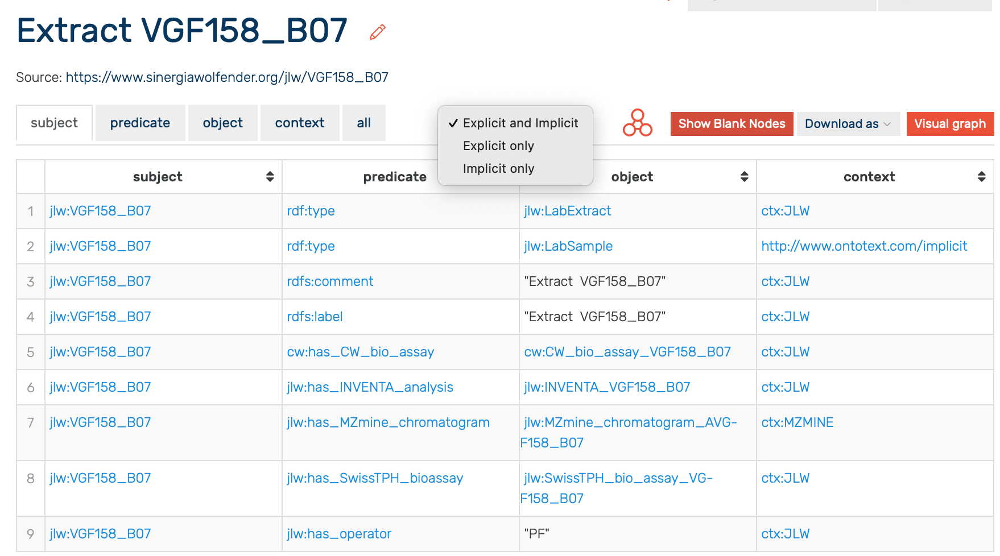 Extract VGF158_B07
Source: https://www.sinergiawolfender.org/jlw/VGF158_B07
subject predicate object context all
✓ Explicit and Implicit
Explicit only
Implicit only
Show Blank Nodes Download as Visual graph
subject predicate object context
1 jlw:VGF158_B07 rdf:type jlw:LabExtract ctx:JLW
2 jlw:VGF158_B07 rdf:type jlw:LabSample http://www.ontotext.com/implicit
3 jlw:VGF158_B07 rdfs:comment "Extract  VGF158_B07" ctx:JLW
4 jlw:VGF158_B07 rdfs:label "Extract  VGF158_B07" ctx:JLW
5 jlw:VGF158_B07 cw:has_CW_bio_assay cw:CW_bio_assay_VGF158_B07 ctx:JLW
6 jlw:VGF158_B07 jlw:has_INVENTA_analysis jlw:INVENTA_VGF158_B07 ctx:JLW
7 jlw:VGF158_B07 jlw:has_MZmine_chromatogram jlw:MZmine_chromatogram_AVG- ctx:MZMINE
F158_B07
8 jlw:VGF158_B07 jlw:has_SwissTPH_bioassay jlw:SwissTPH_bio_assay_VG- ctx:JLW
F158_B07
9 jlw:VGF158_B07 jlw:has_operator "PF" ctx:JLW